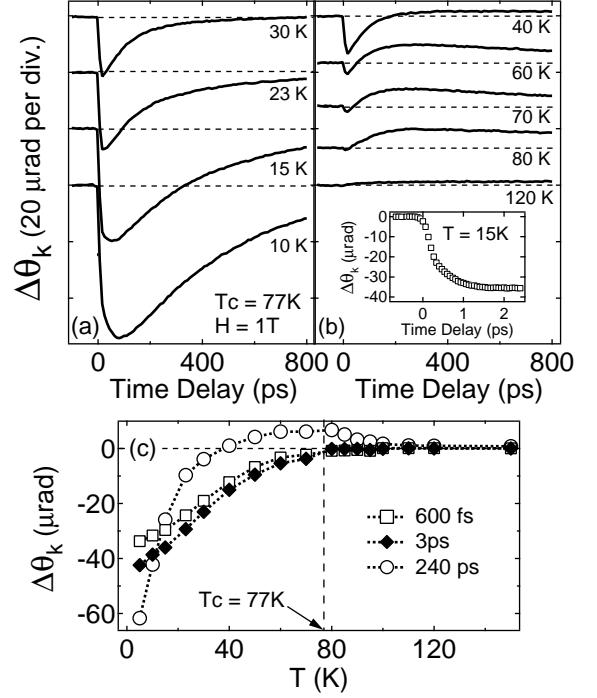 Δθk (20 μrad per div.)
30 K
23 K
15 K
10 K
Tc = 77K
H = 1T
(a)
0
400
800
Time Delay (ps)
40 K
60 K
70 K
80 K
120 K
T = 15K
0
-10
-20
-30
-40
Δθk (μrad)
0
1
2
Time Delay (ps)
(b)
0
400
800
Time Delay (ps)
(c)
0
-20
-40
-60
Δθk (μrad)
600 fs
3ps
240 ps
Tc = 77K
0
40
80
120
T (K)